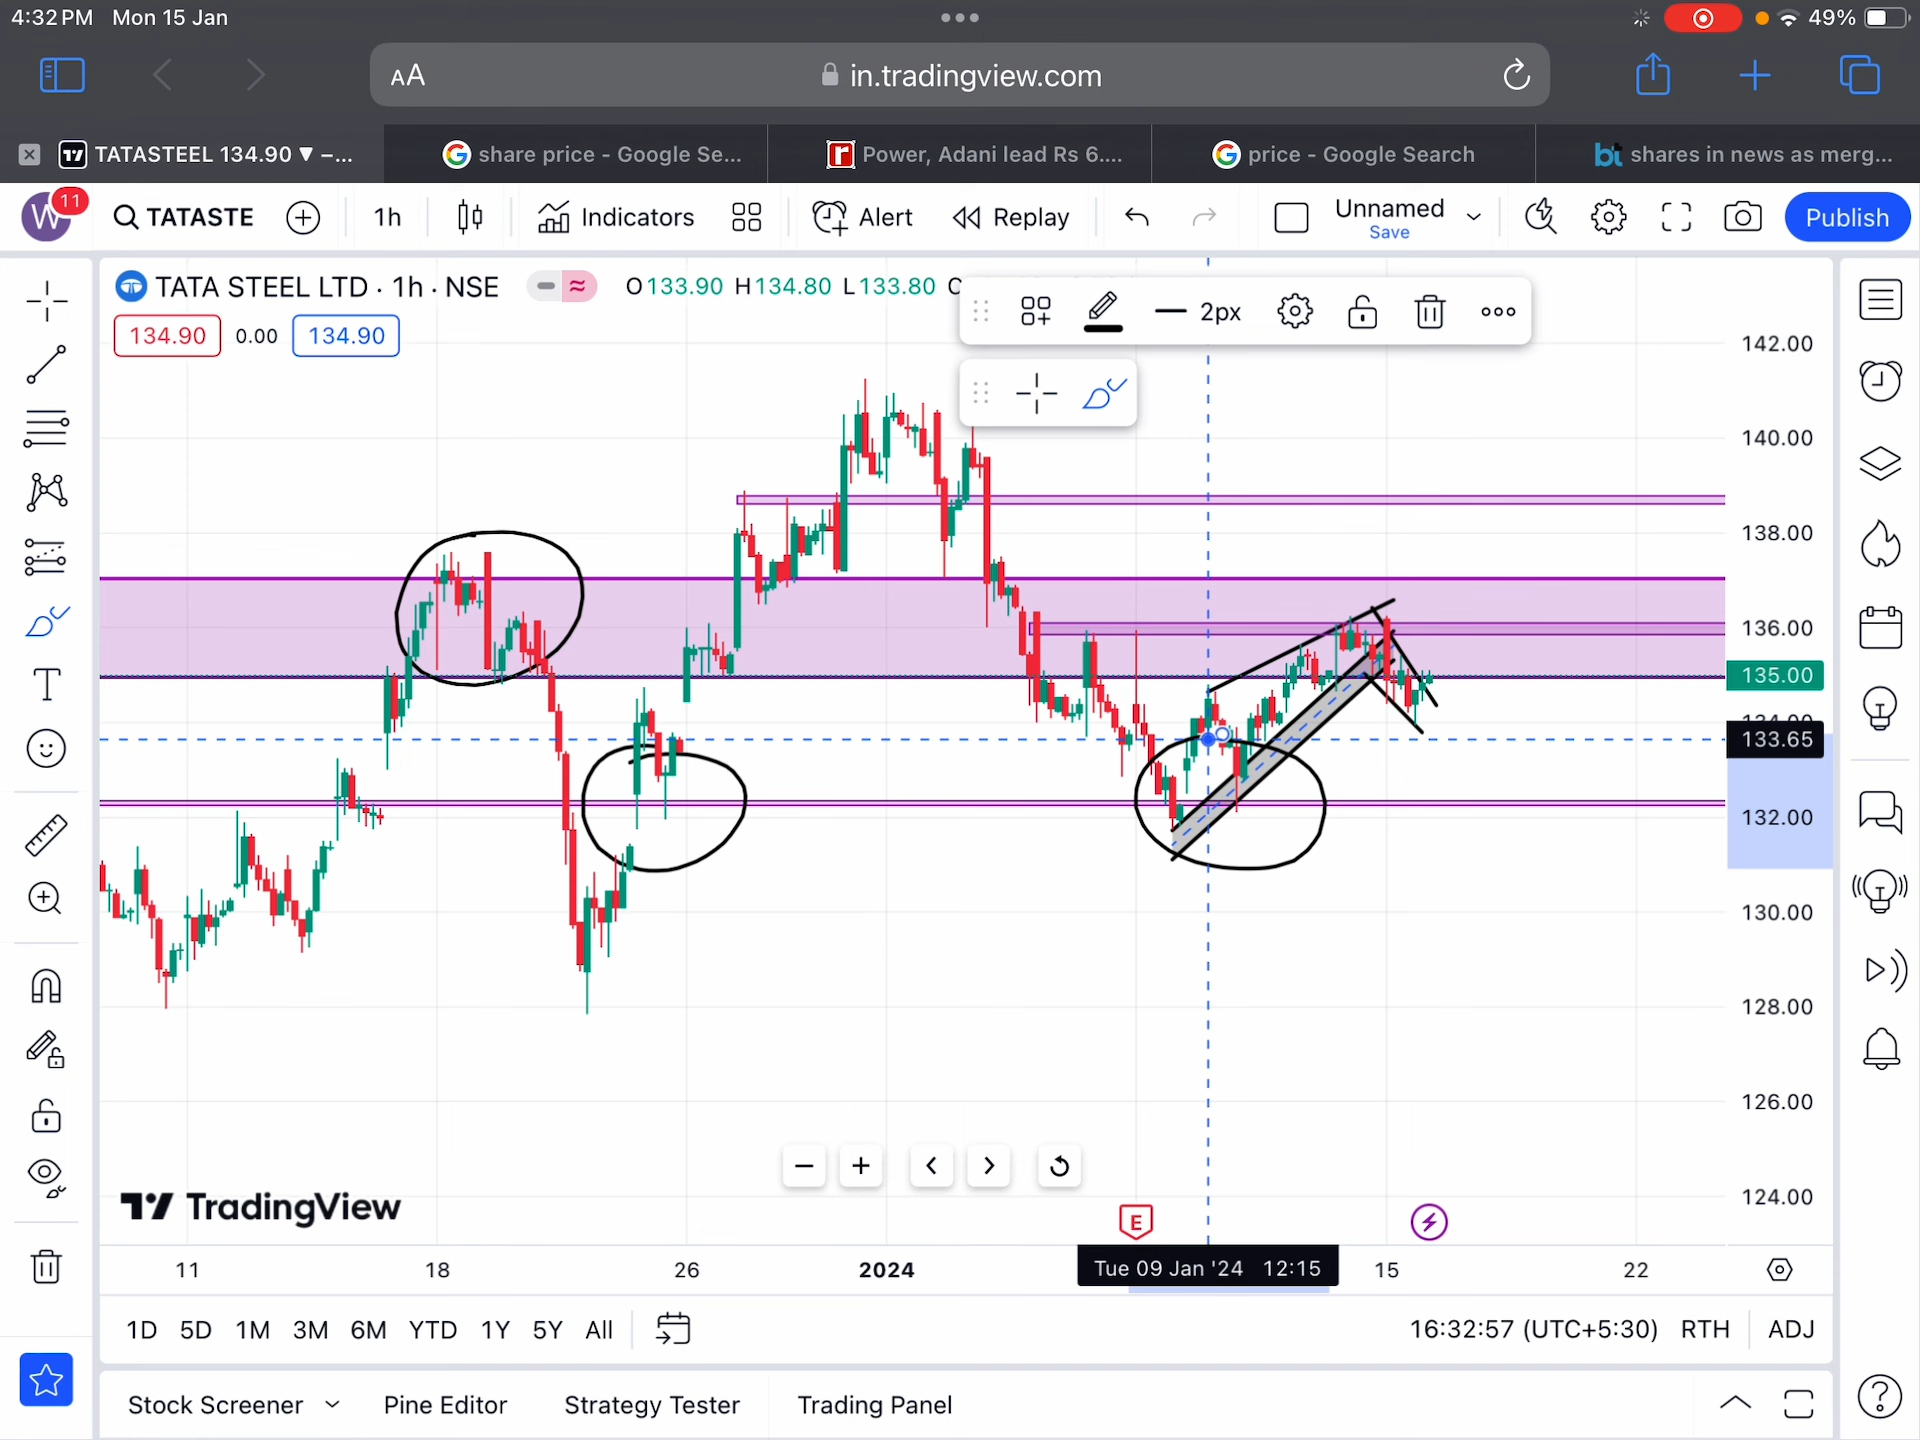 4:32 PM Mon 15 Jan
49%
AA
in.tradingview.com
TATASTEEL 134.90 ▼ −...
share price - Google Se...
Power, Adani lead Rs 6....
price - Google Search
shares in news as merg...
W
11
TATASTE
1h
Indicators
Alert
Replay
Unnamed
Save
Publish
TATA STEEL LTD · 1h · NSE
O133.90 H134.80 L133.80
2px
134.90 0.00 134.90
142.00
140.00
138.00
136.00
135.00
133.65
132.00
130.00
128.00
126.00
124.00
TradingView
E
11
18
26
2024
Tue 09 Jan '24 12:15
15
22
1D 5D 1M 3M 6M YTD 1Y 5Y All
16:32:57 (UTC+5:30) RTH ADJ
Stock Screener
Pine Editor
Strategy Tester
Trading Panel